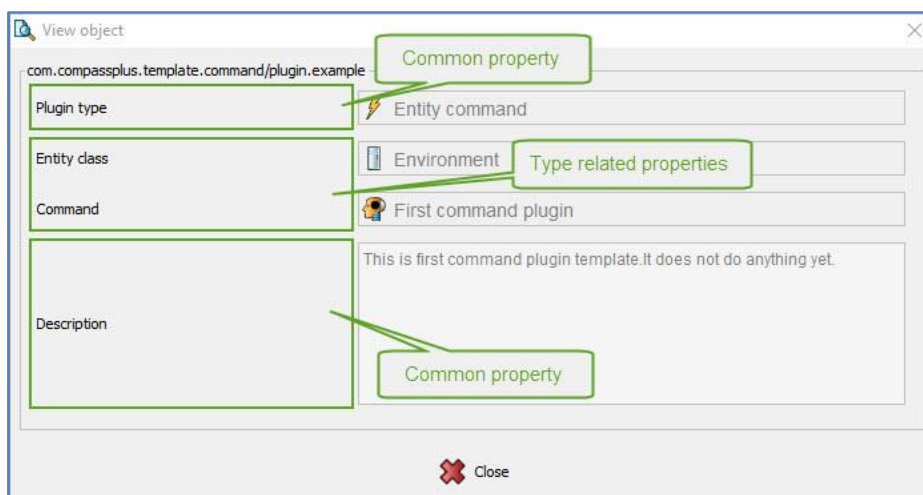 View object
Common property
com.compassplus.template.command/plugin.example
Plugin type
Entity command
Entity class
Environment
Type related properties
Command
First command plugin
This is first command plugin template.It does not do anything yet.
Description
Common property
Close